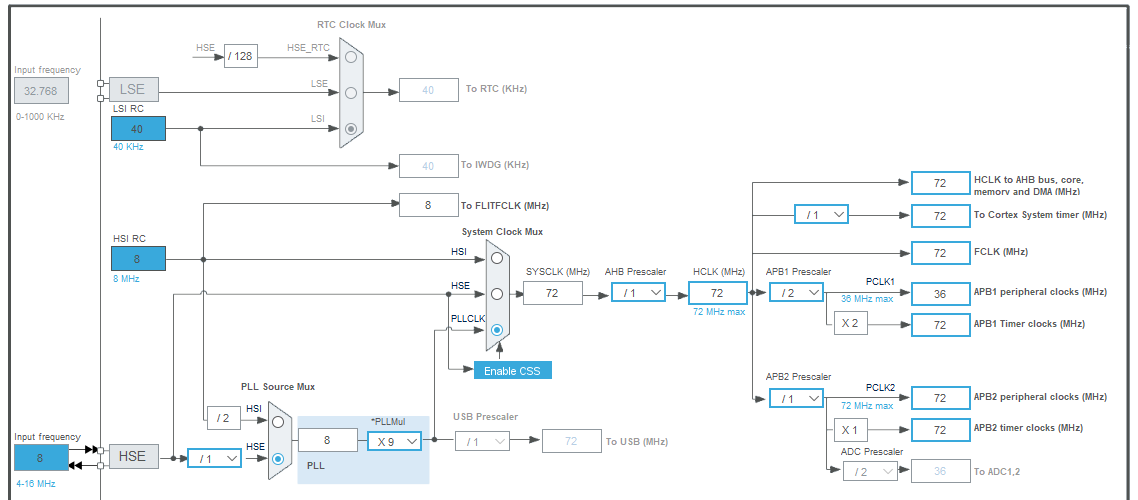 RTC Clock Mux
HSE
/ 128
HSE_RTC
Input frequency
32.768
0-1000 KHz
LSE
LSE
40
To RTC (KHz)
LSI RC
40
40 KHz
LSI
40
To IWDG (KHz)
8
To FLITFCLK (MHz)
HSI RC
8
8 MHz
System Clock Mux
HSI
HSE
PLLCLK
SYSCLK (MHz)
72
AHB Prescaler
/ 1
HCLK (MHz)
72
72 MHz max
72
HCLK to AHB bus, core,
memory and DMA (MHz)
/ 1
72
To Cortex System timer (MHz)
72
FCLK (MHz)
APB1 Prescaler
/ 2
PCLK1
36 MHz max
36
APB1 peripheral clocks (MHz)
X 2
72
APB1 Timer clocks (MHz)
Enable CSS
APB2 Prescaler
/ 1
PCLK2
72 MHz max
72
APB2 peripheral clocks (MHz)
X 1
72
APB2 timer clocks (MHz)
ADC Prescaler
/ 2
36
To ADC1,2
PLL Source Mux
/ 2
HSI
HSE
Input frequency
8
4-16 MHz
HSE
/ 1
8
*PLLMul
X 9
PLL
USB Prescaler
/ 1
72
To USB (MHz)